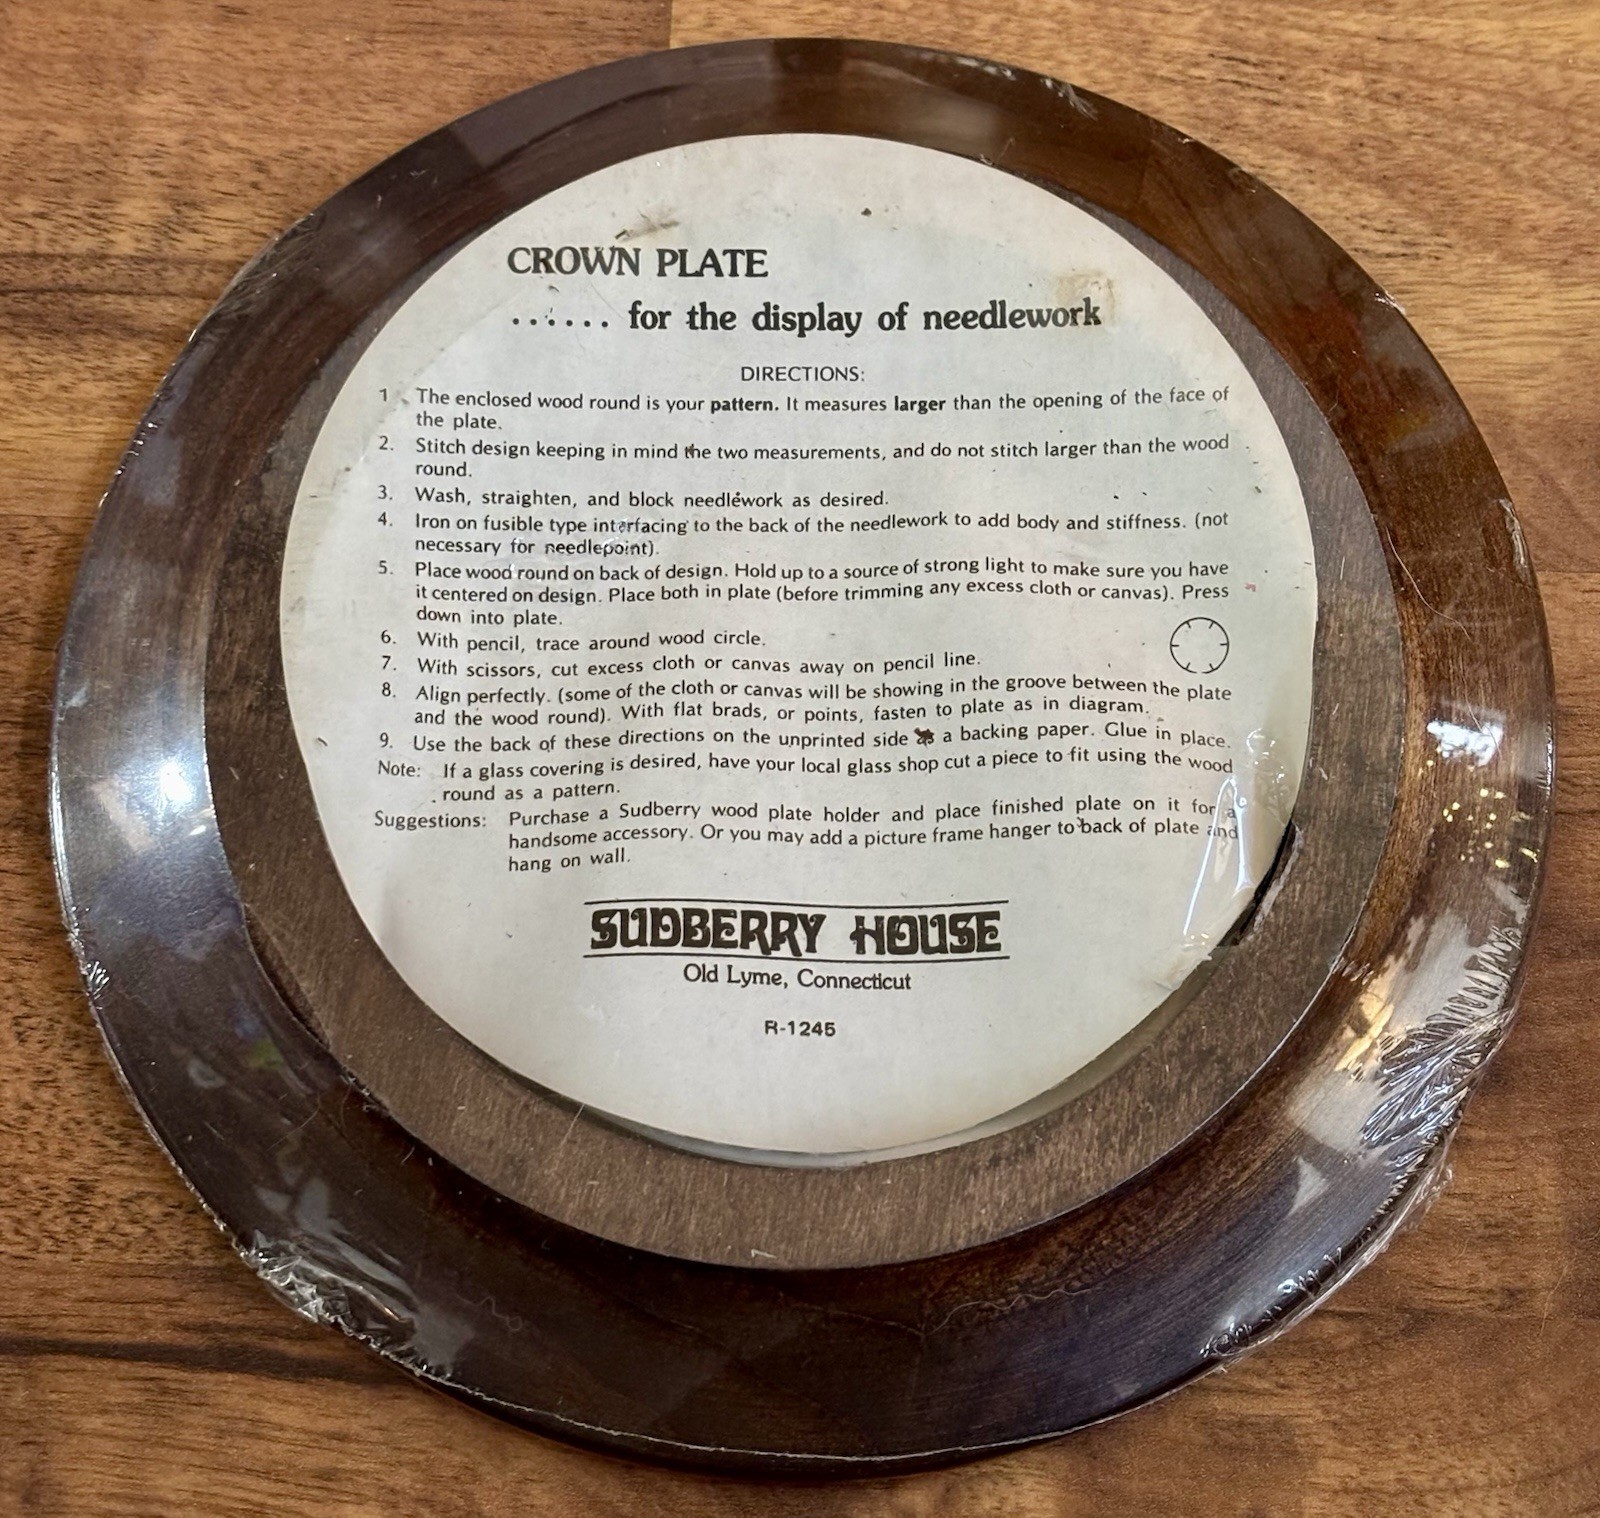 CROWN PLATE
...... for the display of needlework
DIRECTIONS:
1. The enclosed wood round is your pattern. It measures larger than the opening of the face of
the plate.
2. Stitch design keeping in mind the two measurements, and do not stitch larger than the wood
round.
3. Wash, straighten, and block needlework as desired.
4. Iron on fusible type interfacing to the back of the needlework to add body and stiffness. (not
necessary for needlepoint).
5. Place wood round on back of design. Hold up to a source of strong light to make sure you have
it centered on design. Place both in plate (before trimming any excess cloth or canvas). Press
down into plate.
6. With pencil, trace around wood circle.
7. With scissors, cut excess cloth or canvas away on pencil line.
8. Align perfectly. (some of the cloth or canvas will be showing in the groove between the plate
and the wood round). With flat brads, or points, fasten to plate as in diagram.
9. Use the back of these directions on the unprinted side a backing paper. Glue in place.
Note: If a glass covering is desired, have your local glass shop cut a piece to fit using the wood
round as a pattern.
Suggestions: Purchase a Sudberry wood plate holder and place finished plate on it for a
handsome accessory. Or you may add a picture frame hanger to back of plate and
hang on wall.
SUDBERRY HOUSE
Old Lyme, Connecticut
R-1245